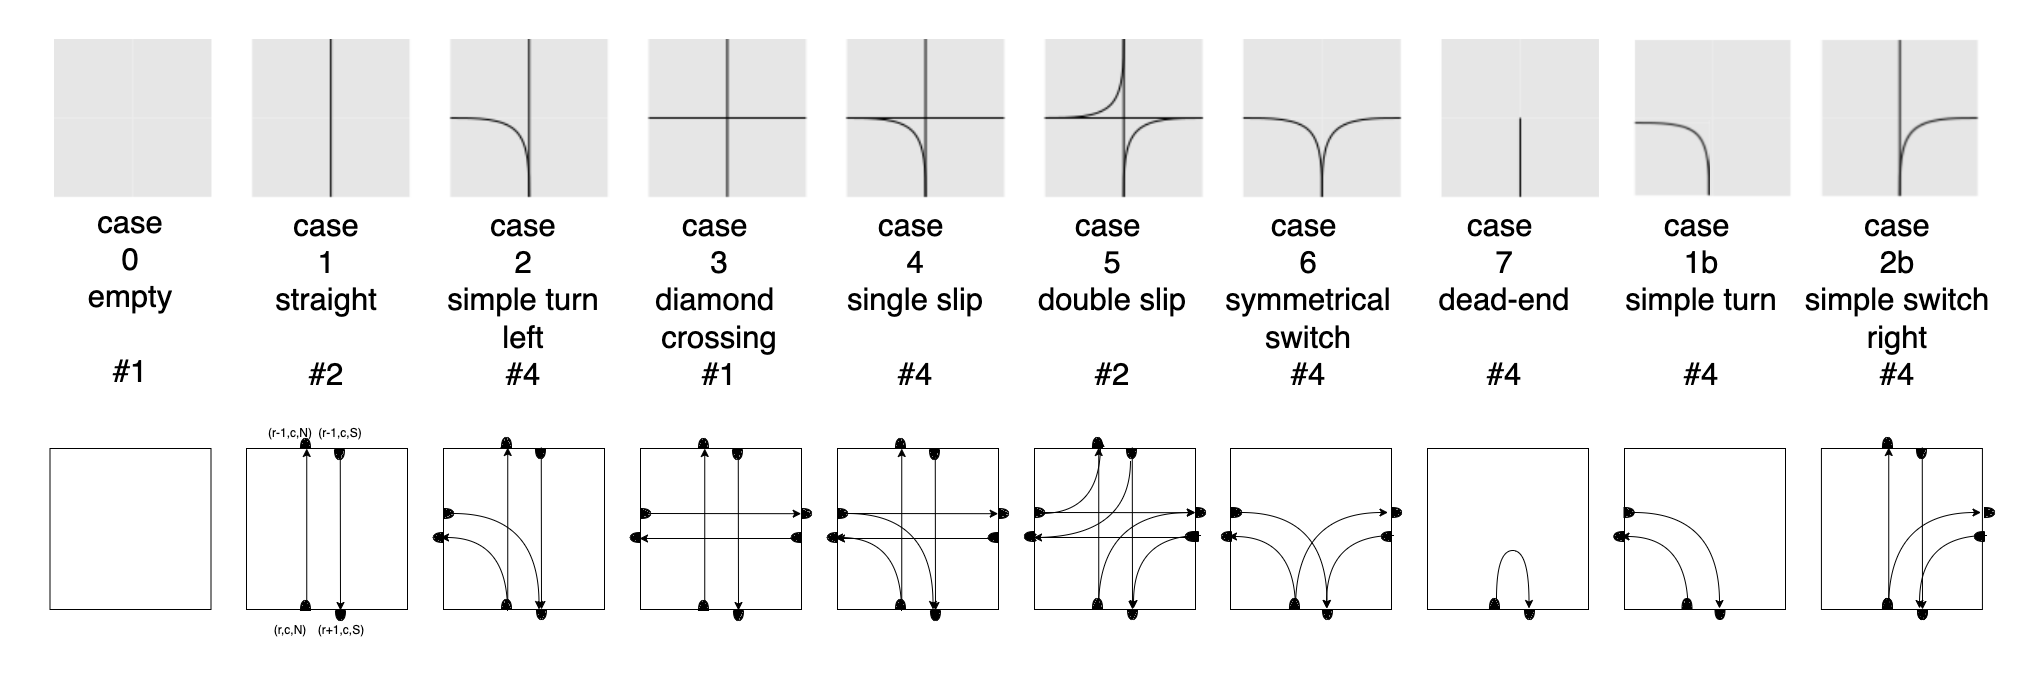 case
0
empty
#1
case
1
straight
#2
case
2
simple turn
left
#4
case
3
diamond
crossing
#1
case
4
single slip
#4
case
5
double slip
#2
case
6
symmetrical
switch
#4
case
7
dead-end
#4
case
1b
simple turn
#4
case
2b
simple switch
right
#4
(r-1,c,N) (r-1,c,S)
(r,c,N) (r+1,c,S)